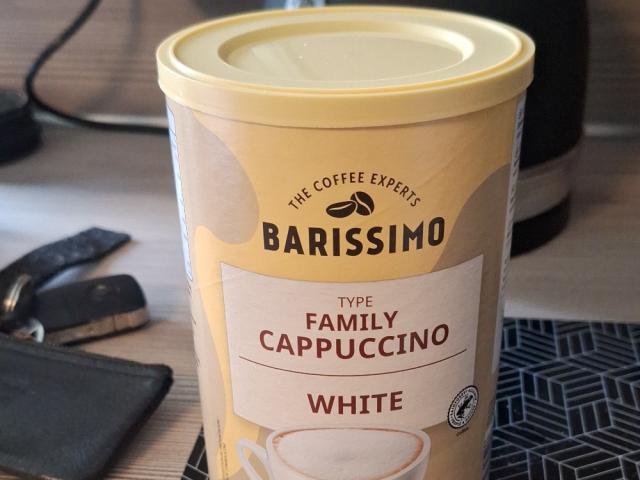 THE COFFEE EXPERTS
BARISSIMO
TYPE
FAMILY
CAPPUCCINO
WHITE